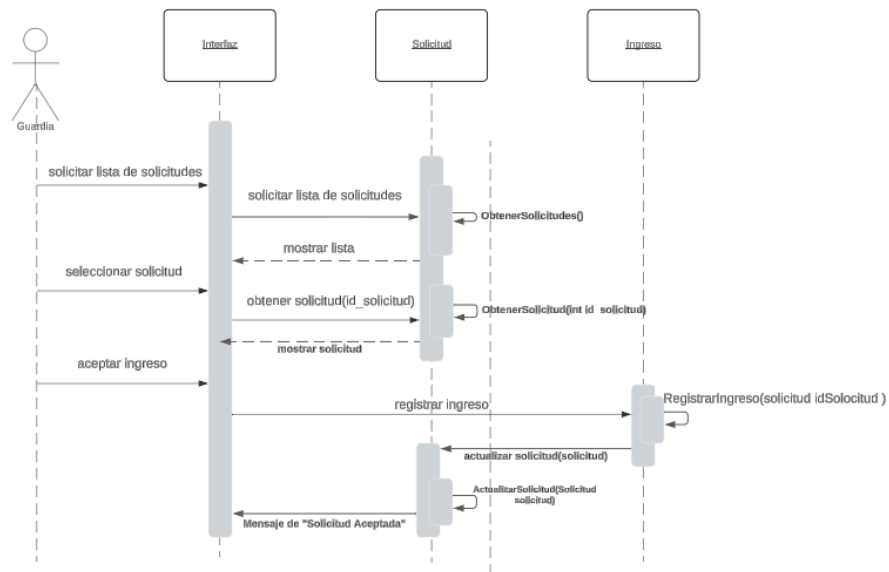 Interfaz
Solicitud
Ingreso
Guardia
solicitar lista de solicitudes
solicitar lista de solicitudes
ObtenerSolicitudes()
mostrar lista
seleccionar solicitud
obtener solicitud(id_solicitud)
ObtenerSolicitud(int id_solicitud)
mostrar solicitud
aceptar ingreso
registrar ingreso
RegistrarIngreso(solicitud idSolocitud )
actualizar solicitud(solicitud)
ActualizarSolicitud(Solicitud
solicitud)
Mensaje de "Solicitud Aceptada"